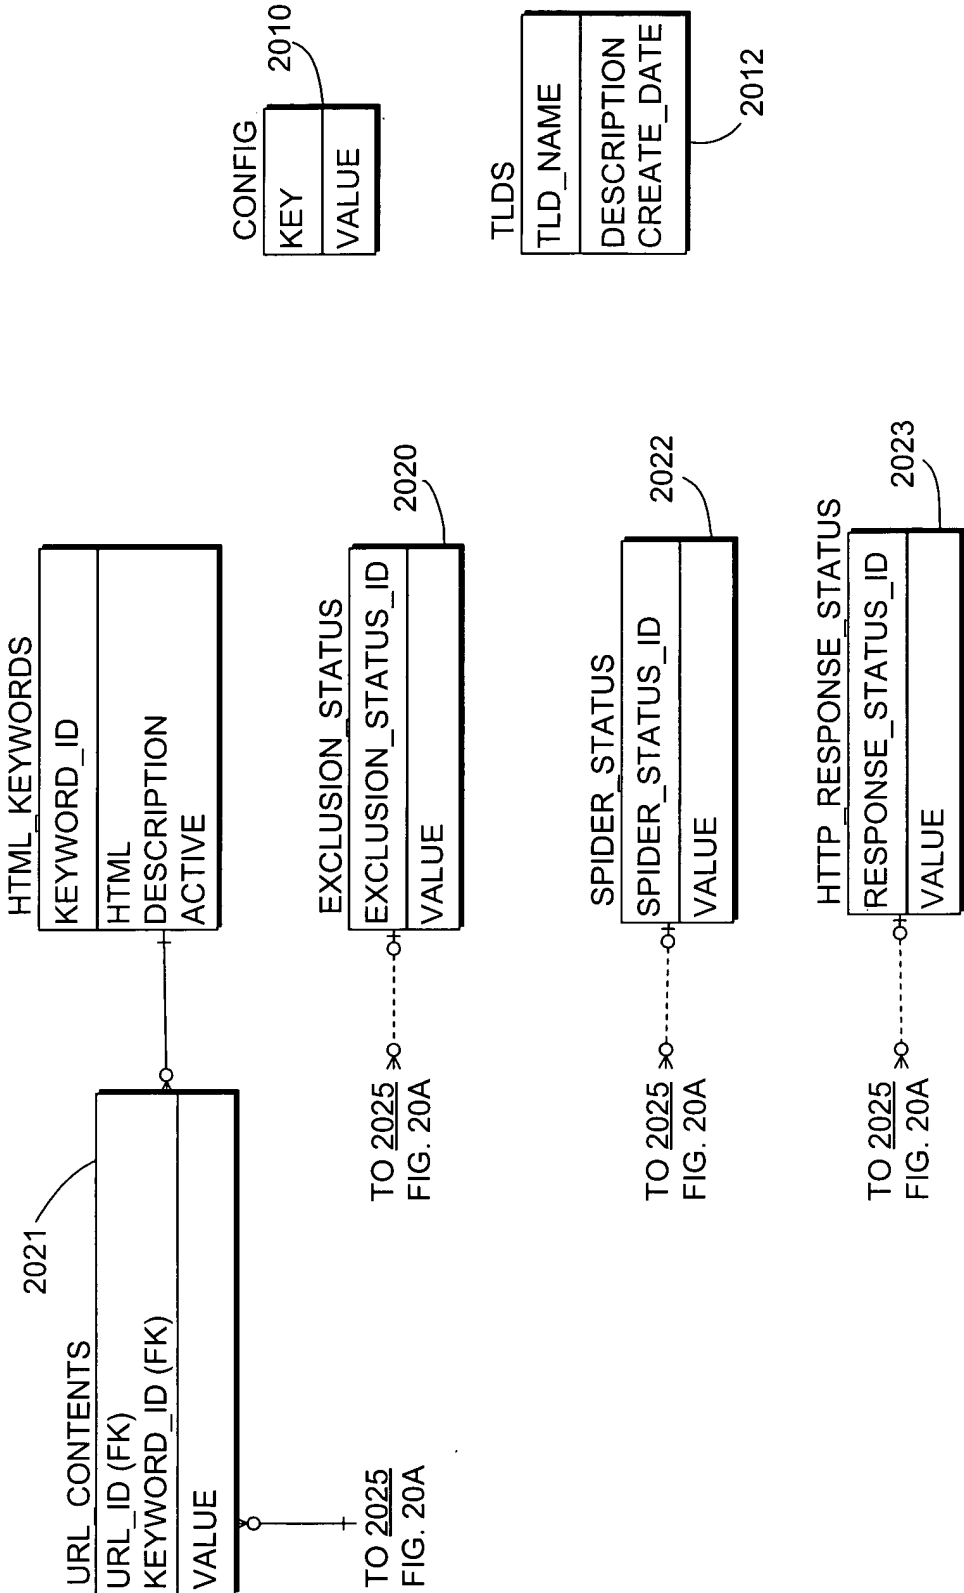 URL_CONTENTS
URL_ID (FK)
KEYWORD_ID (FK)
VALUE
2021
TO 2025
FIG. 20A
HTML_KEYWORDS
KEYWORD_ID
HTML
DESCRIPTION
ACTIVE
EXCLUSION_STATUS
EXCLUSION_STATUS_ID
VALUE
2020
TO 2025
FIG. 20A
SPIDER_STATUS
SPIDER_STATUS_ID
VALUE
2022
TO 2025
FIG. 20A
HTTP_RESPONSE_STATUS
RESPONSE_STATUS_ID
VALUE
2023
TO 2025
FIG. 20A
CONFIG
KEY
VALUE
2010
TLDS
TLD_NAME
DESCRIPTION
CREATE_DATE
2012